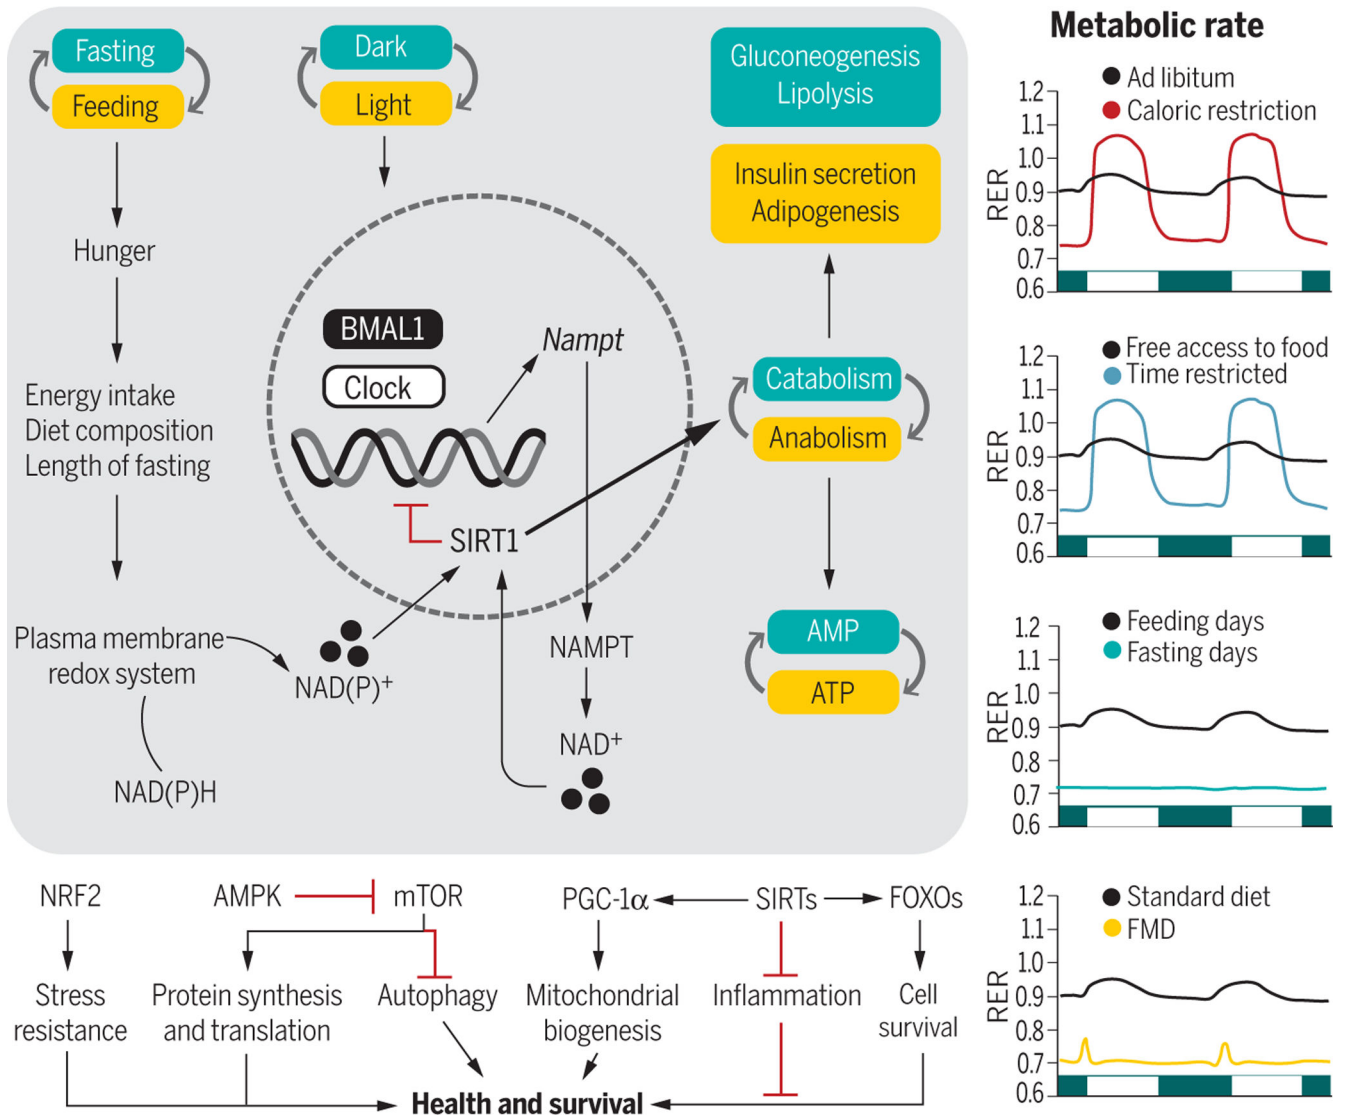 Fasting
Feeding
Hunger
Energy intake
Diet composition
Length of fasting
Plasma membrane
redox system
NAD(P)H
NAD(P)⁺
Dark
Light
BMAL1
Clock
Nampt
SIRT1
NAMPT
NAD⁺
Gluconeogenesis
Lipolysis
Insulin secretion
Adipogenesis
Catabolism
Anabolism
AMP
ATP
NRF2
AMPK
mTOR
PGC-1α
SIRTs
FOXOs
Stress
resistance
Protein synthesis
and translation
Autophagy
Mitochondrial
biogenesis
Inflammation
Cell
survival
Health and survival
Metabolic rate
Ad libitum
Caloric restriction
RER
1.2
1.1
1.0
0.9
0.8
0.7
0.6
Free access to food
Time restricted
RER
1.2
1.1
1.0
0.9
0.8
0.7
0.6
Feeding days
Fasting days
RER
1.2
1.1
1.0
0.9
0.8
0.7
0.6
Standard diet
FMD
RER
1.2
1.1
1.0
0.9
0.8
0.7
0.6